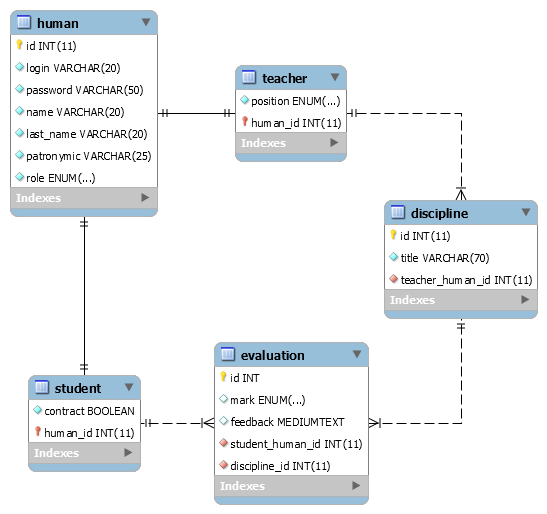 human
id INT(11)
login VARCHAR(20)
password VARCHAR(50)
name VARCHAR(20)
last_name VARCHAR(20)
patronymic VARCHAR(25)
role ENUM(...)
Indexes
teacher
position ENUM(...)
human_id INT(11)
Indexes
discipline
id INT(11)
title VARCHAR(70)
teacher_human_id INT(11)
Indexes
student
contract BOOLEAN
human_id INT(11)
Indexes
evaluation
id INT
mark ENUM(...)
feedback MEDIUMTEXT
student_human_id INT(11)
discipline_id INT(11)
Indexes